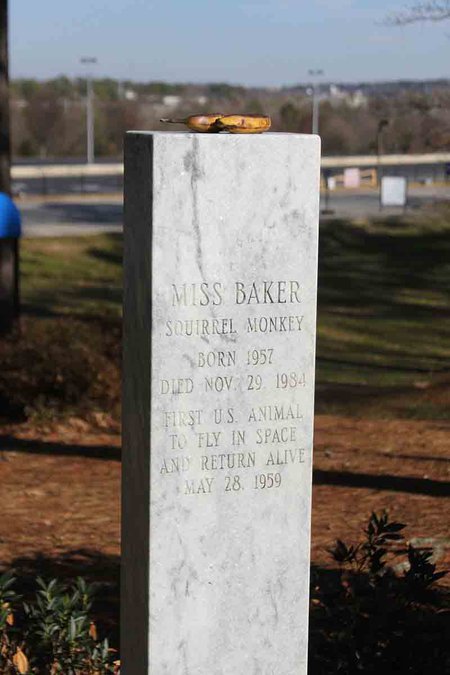 MISS BAKER
SQUIRREL MONKEY
BORN 1957
DIED NOV. 29, 1984
FIRST U.S. ANIMAL
TO FLY IN SPACE
AND RETURN ALIVE
MAY 28, 1959